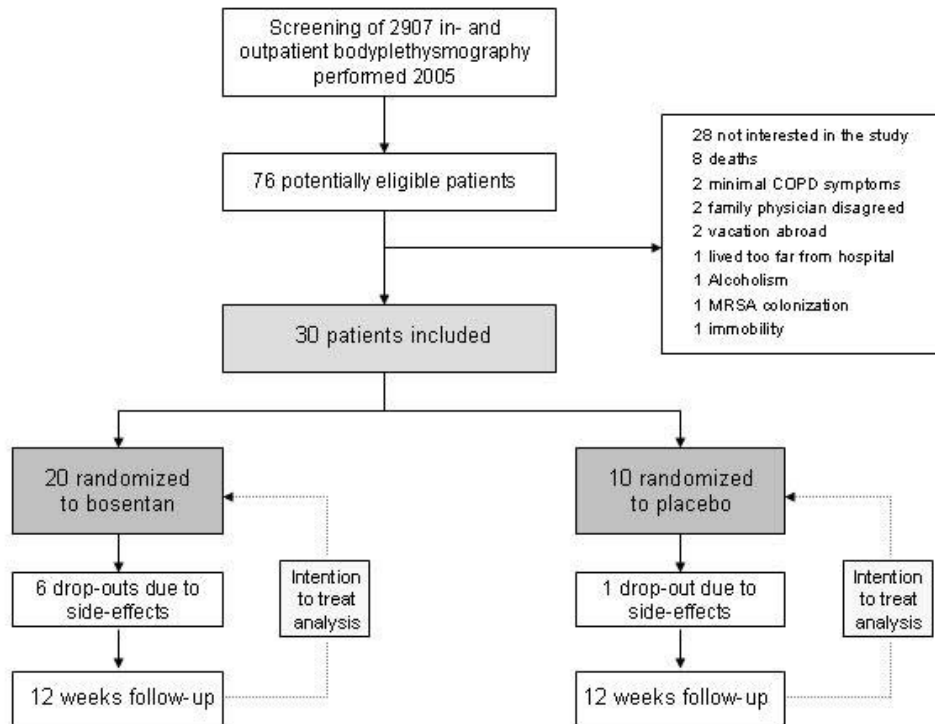 Screening of 2907 in- and
outpatient bodyplethysmography
performed 2005
76 potentially eligible patients
28 not interested in the study
8 deaths
2 minimal COPD symptoms
2 family physician disagreed
2 vacation abroad
1 lived too far from hospital
1 Alcoholism
1 MRSA colonization
1 immobility
30 patients included
20 randomized
to bosentan
10 randomized
to placebo
6 drop-outs due to
side-effects
Intention
to treat
analysis
1 drop-out due to
side-effects
Intention
to treat
analysis
12 weeks follow-up
12 weeks follow-up